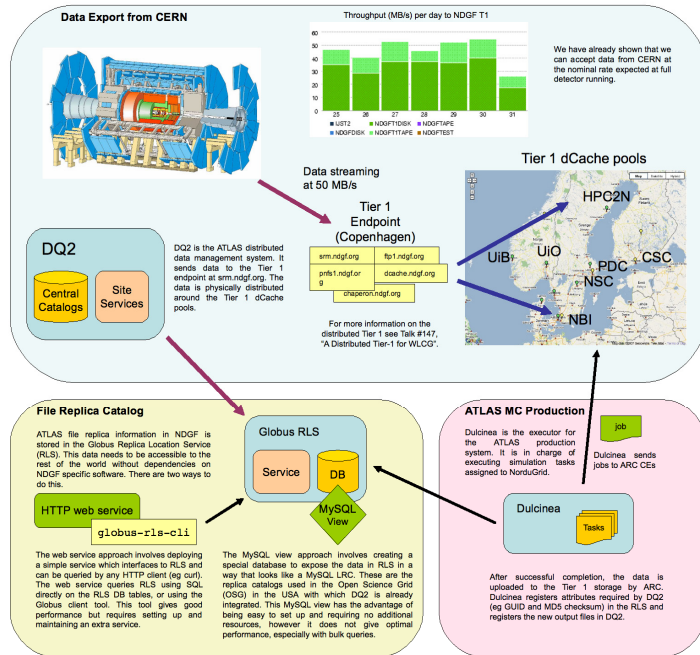 Data Export from CERN
Throughput (MB/s) per day to NDGF T1
60
50
40
30
20
10
0
25 26 27 28 29 30 31
UST2 NDGFT1DISK NDGFTAPE
NDGFDISK NDGFT1TAPE NDGFTEST
We have already shown that we
can accept data from CERN at
the nominal rate expected at full
detector running.
Data streaming
at 50 MB/s
Tier 1
Endpoint
(Copenhagen)
srm.ndgf.org
ftp1.ndgf.org
pnfs1.ndgf.or
g
dcache.ndgf.org
chaperon.ndgf.org
For more information on the
distributed Tier 1 see Talk #147,
"A Distributed Tier-1 for WLCG".
Tier 1 dCache pools
Map
HPC2N
UiB
UiO
PDC
CSC
NSC
NBI
DQ2
Central
Catalogs
Site
Services
DQ2 is the ATLAS distributed
data management system. It
sends data to the Tier 1
endpoint at srm.ndgf.org. The
data is physically distributed
around the Tier 1 dCache
pools.
File Replica Catalog
ATLAS file replica information in NDGF is
stored in the Globus Replica Location Service
(RLS). This data needs to be accessible to the
rest of the world without dependencies on
NDGF specific software. There are two ways to
do this.
HTTP web service
globus-rls-cli
Globus RLS
Service
DB
MySQL
View
The web service approach involves deploying
a simple service which interfaces to RLS and
can be queried by any HTTP client (eg curl).
The web service queries RLS using SQL
directly on the RLS DB tables, or using the
Globus client tool. This tool gives good
performance but requires setting up and
maintaining an extra service.
The MySQL view approach involves creating a
special database to expose the data in RLS in
a way that looks like a MySQL LRC. These are the
replica catalogs used in the Open Science Grid
(OSG) in the USA with which DQ2 is already
integrated. This MySQL view has the advantage of
being easy to set up and requiring no additional
resources, however it does not give optimal
performance, especially with bulk queries.
ATLAS MC Production
Dulcinea is the executor for
the ATLAS production
system. It is in charge of
executing simulation tasks
assigned to NorduGrid.
job
Dulcinea sends
jobs to ARC CEs
Dulcinea
Tasks
After successful completion, the data is
uploaded to the Tier 1 storage by ARC.
Dulcinea registers attributes required by DQ2
(eg GUID and MD5 checksum) in the RLS and
registers the new output files in DQ2.